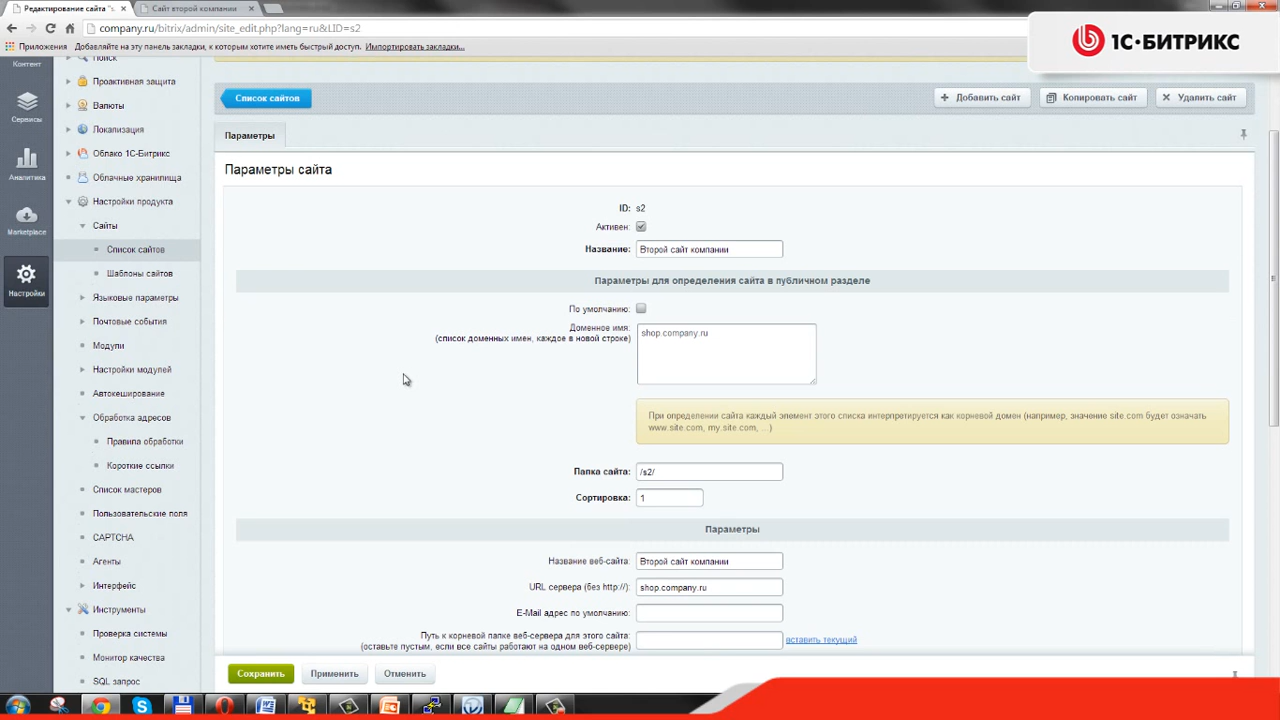 Редактирование сайта "s
Сайт второй компании
company.ru/bitrix/admin/site_edit.php?lang=ru&LID=s2
Приложения
Добавляйте на эту панель закладки, к которым хотите иметь быстрый доступ.
Импортировать закладки...
1С·БИТРИКС
Контент
Сервисы
Аналитика
Marketplace
Настройки
Поиск
Проактивная защита
Валюты
Локализация
Облако 1С-Битрикс
Облачные хранилища
Настройки продукта
Сайты
Список сайтов
Шаблоны сайтов
Языковые параметры
Почтовые события
Модули
Настройки модулей
Автокеширование
Обработка адресов
Правила обработки
Короткие ссылки
Список мастеров
Пользовательские поля
CAPTCHA
Агенты
Интерфейс
Инструменты
Проверка системы
Монитор качества
SQL запрос
Список сайтов
Добавить сайт
Копировать сайт
Удалить сайт
Параметры
Параметры сайта
ID: s2
Активен:
Название: Второй сайт компании
Параметры для определения сайта в публичном разделе
По умолчанию:
Доменное имя: shop.company.ru
(список доменных имен, каждое в новой строке)
При определении сайта каждый элемент этого списка интерпретируется как корневой домен (например, значение site.com будет означать
www.site.com, my.site.com, ...)
Папка сайта: /s2/
Сортировка: 1
Параметры
Название веб-сайта: Второй сайт компании
URL сервера (без http://): shop.company.ru
E-Mail адрес по умолчанию:
Путь к корневой папке веб-сервера для этого сайта: вставить текущий
(оставьте пустым, если все сайты работают на одном веб-сервере)
Сохранить
Применить
Отменить